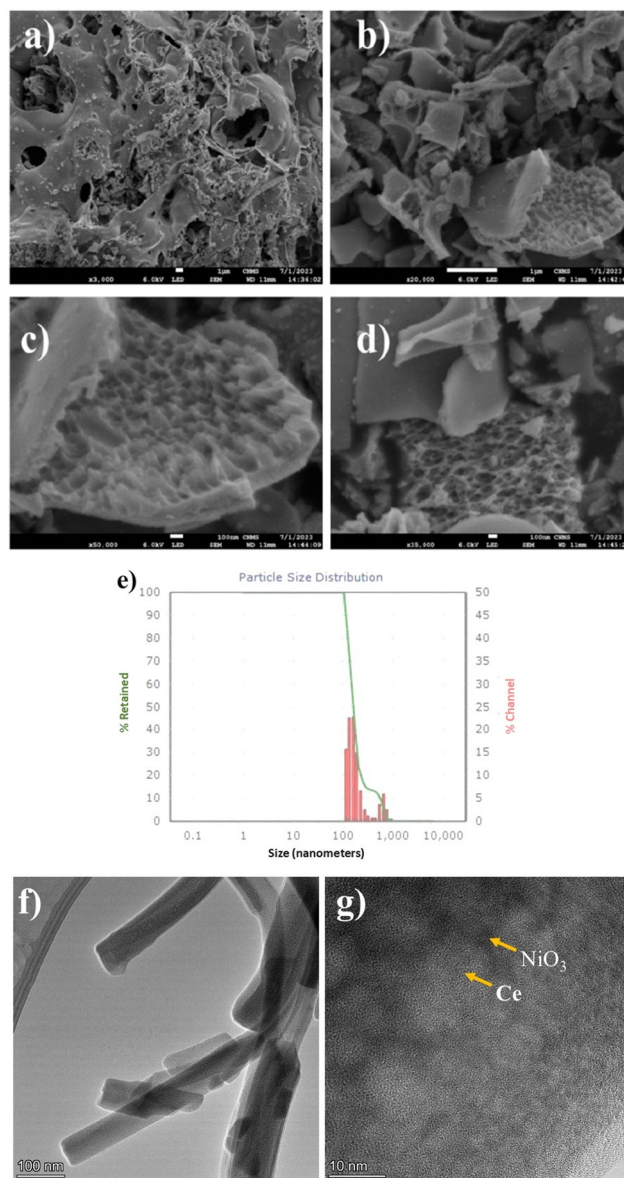 a)
x3,000 6.0kV LED 1µm CHMS 7/1/2023
SEM WD 11mm 14:36:02
b)
x20,000 6.0kV LED 1µm CHMS 7/1/2023
SEM WD 11mm
c)
x50,000 6.0kV LED 100nm CHMS 7/1/2023
SEM WD 11mm 14:44:09
d)
x35,000 6.0kV LED 100nm CHMS 7/1/2023
SEM WD 11mm
e)
Particle Size Distribution
100 50
90 45
80 40
70 35
60 30
50 25
40 20
30 15
20 10
10 5
0 0
% Retained
% Channel
0.1 1 10 100 1,000 10,000
Size (nanometers)
f)
100 nm
g)
NiO₃
Ce
10 nm